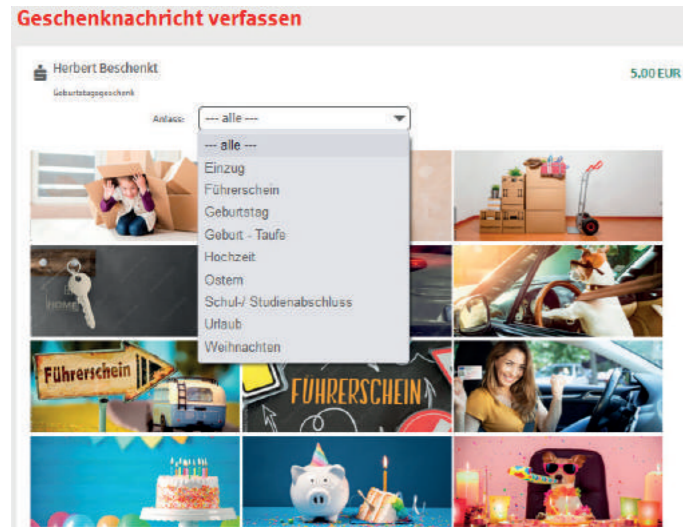 Geschenknachricht verfassen
Herbert Beschenkt
5.00 EUR
Geburtstagsgeschenk
Anlass:
--- alle ---
--- alle ---
Einzug
Führerschein
Geburtstag
Geburt - Taufe
Hochzeit
Ostern
Schul-/ Studienabschluss
Urlaub
Weihnachten
HOME
Führerschein
FÜHRERSCHEIN